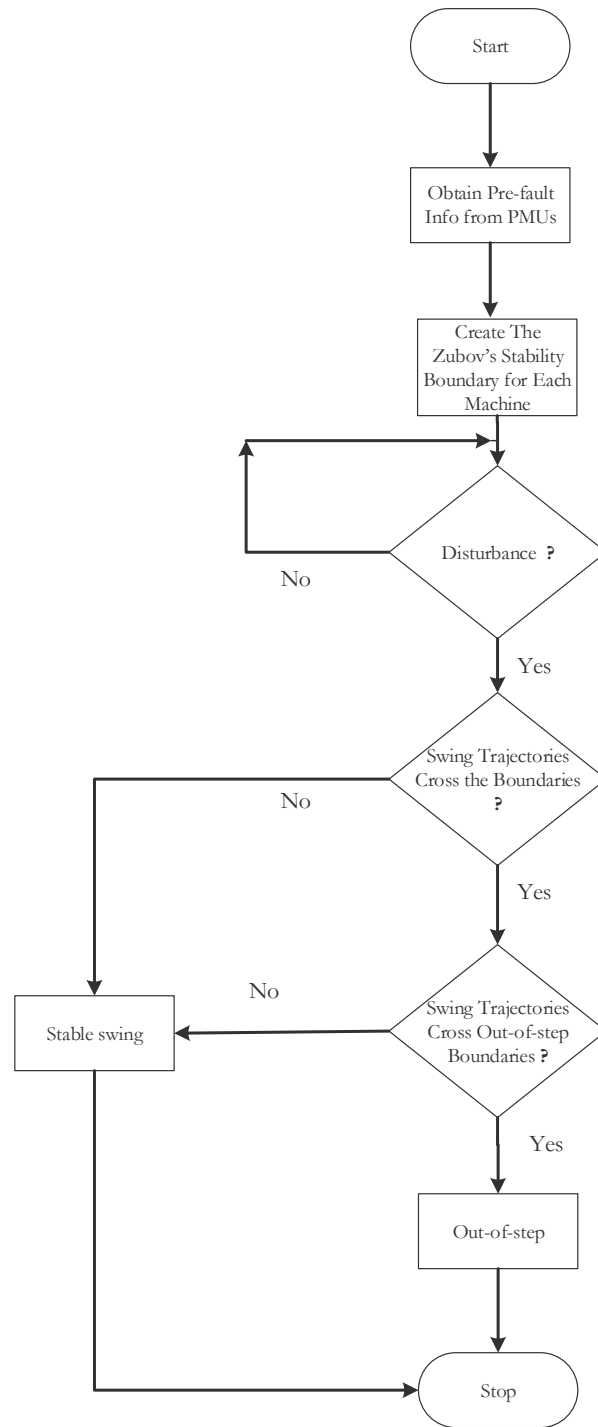 Start
Obtain Pre-fault
Info from PMUs
Create The
Zubov's Stability
Boundary for Each
Machine
Disturbance ?
No
Yes
Swing Trajectories
Cross the Boundaries
?
No
Yes
Swing Trajectories
Cross Out-of-step
Boundaries ?
No
Stable swing
Yes
Out-of-step
Stop